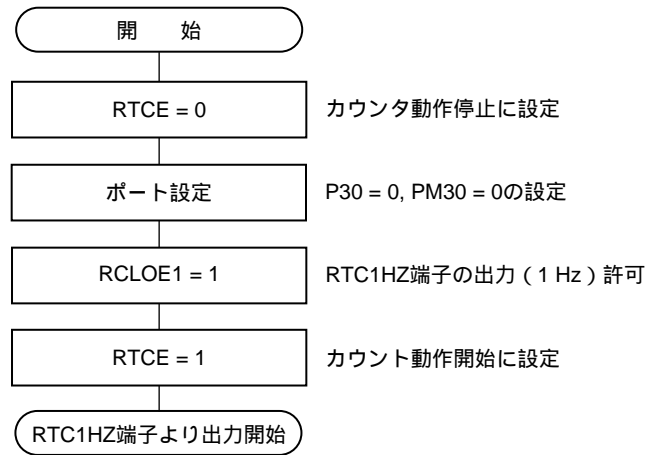 開　　始
RTCE = 0
カウンタ動作停止に設定
ポート設定
P30 = 0, PM30 = 0の設定
RCLOE1 = 1
RTC1HZ端子の出力（1 Hz）許可
RTCE = 1
カウント動作開始に設定
RTC1HZ端子より出力開始